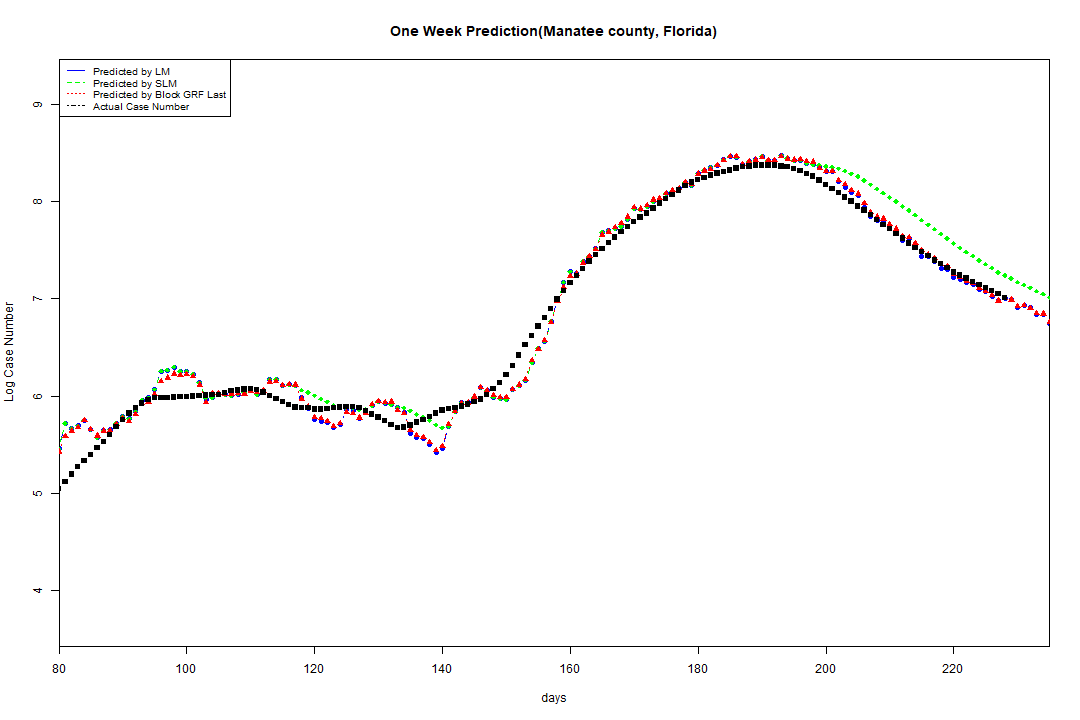 One Week Prediction(Manatee county, Florida)
Predicted by LM
Predicted by SLM
Predicted by Block GRF Last
Actual Case Number
9
8
7
6
5
4
Log Case Number
80 100 120 140 160 180 200 220
days